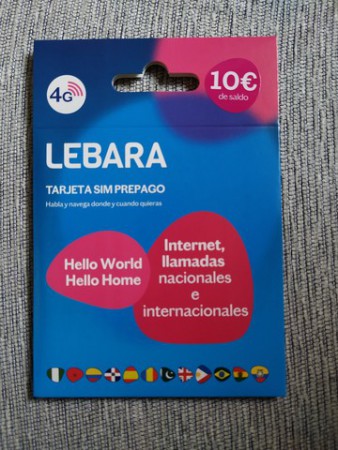 4G
10€
de saldo
LEBARA
TARJETA SIM PREPAGO
Habla y navega donde y cuando quieras
Hello World
Hello Home
Internet,
llamadas
nacionales
e
internacionales